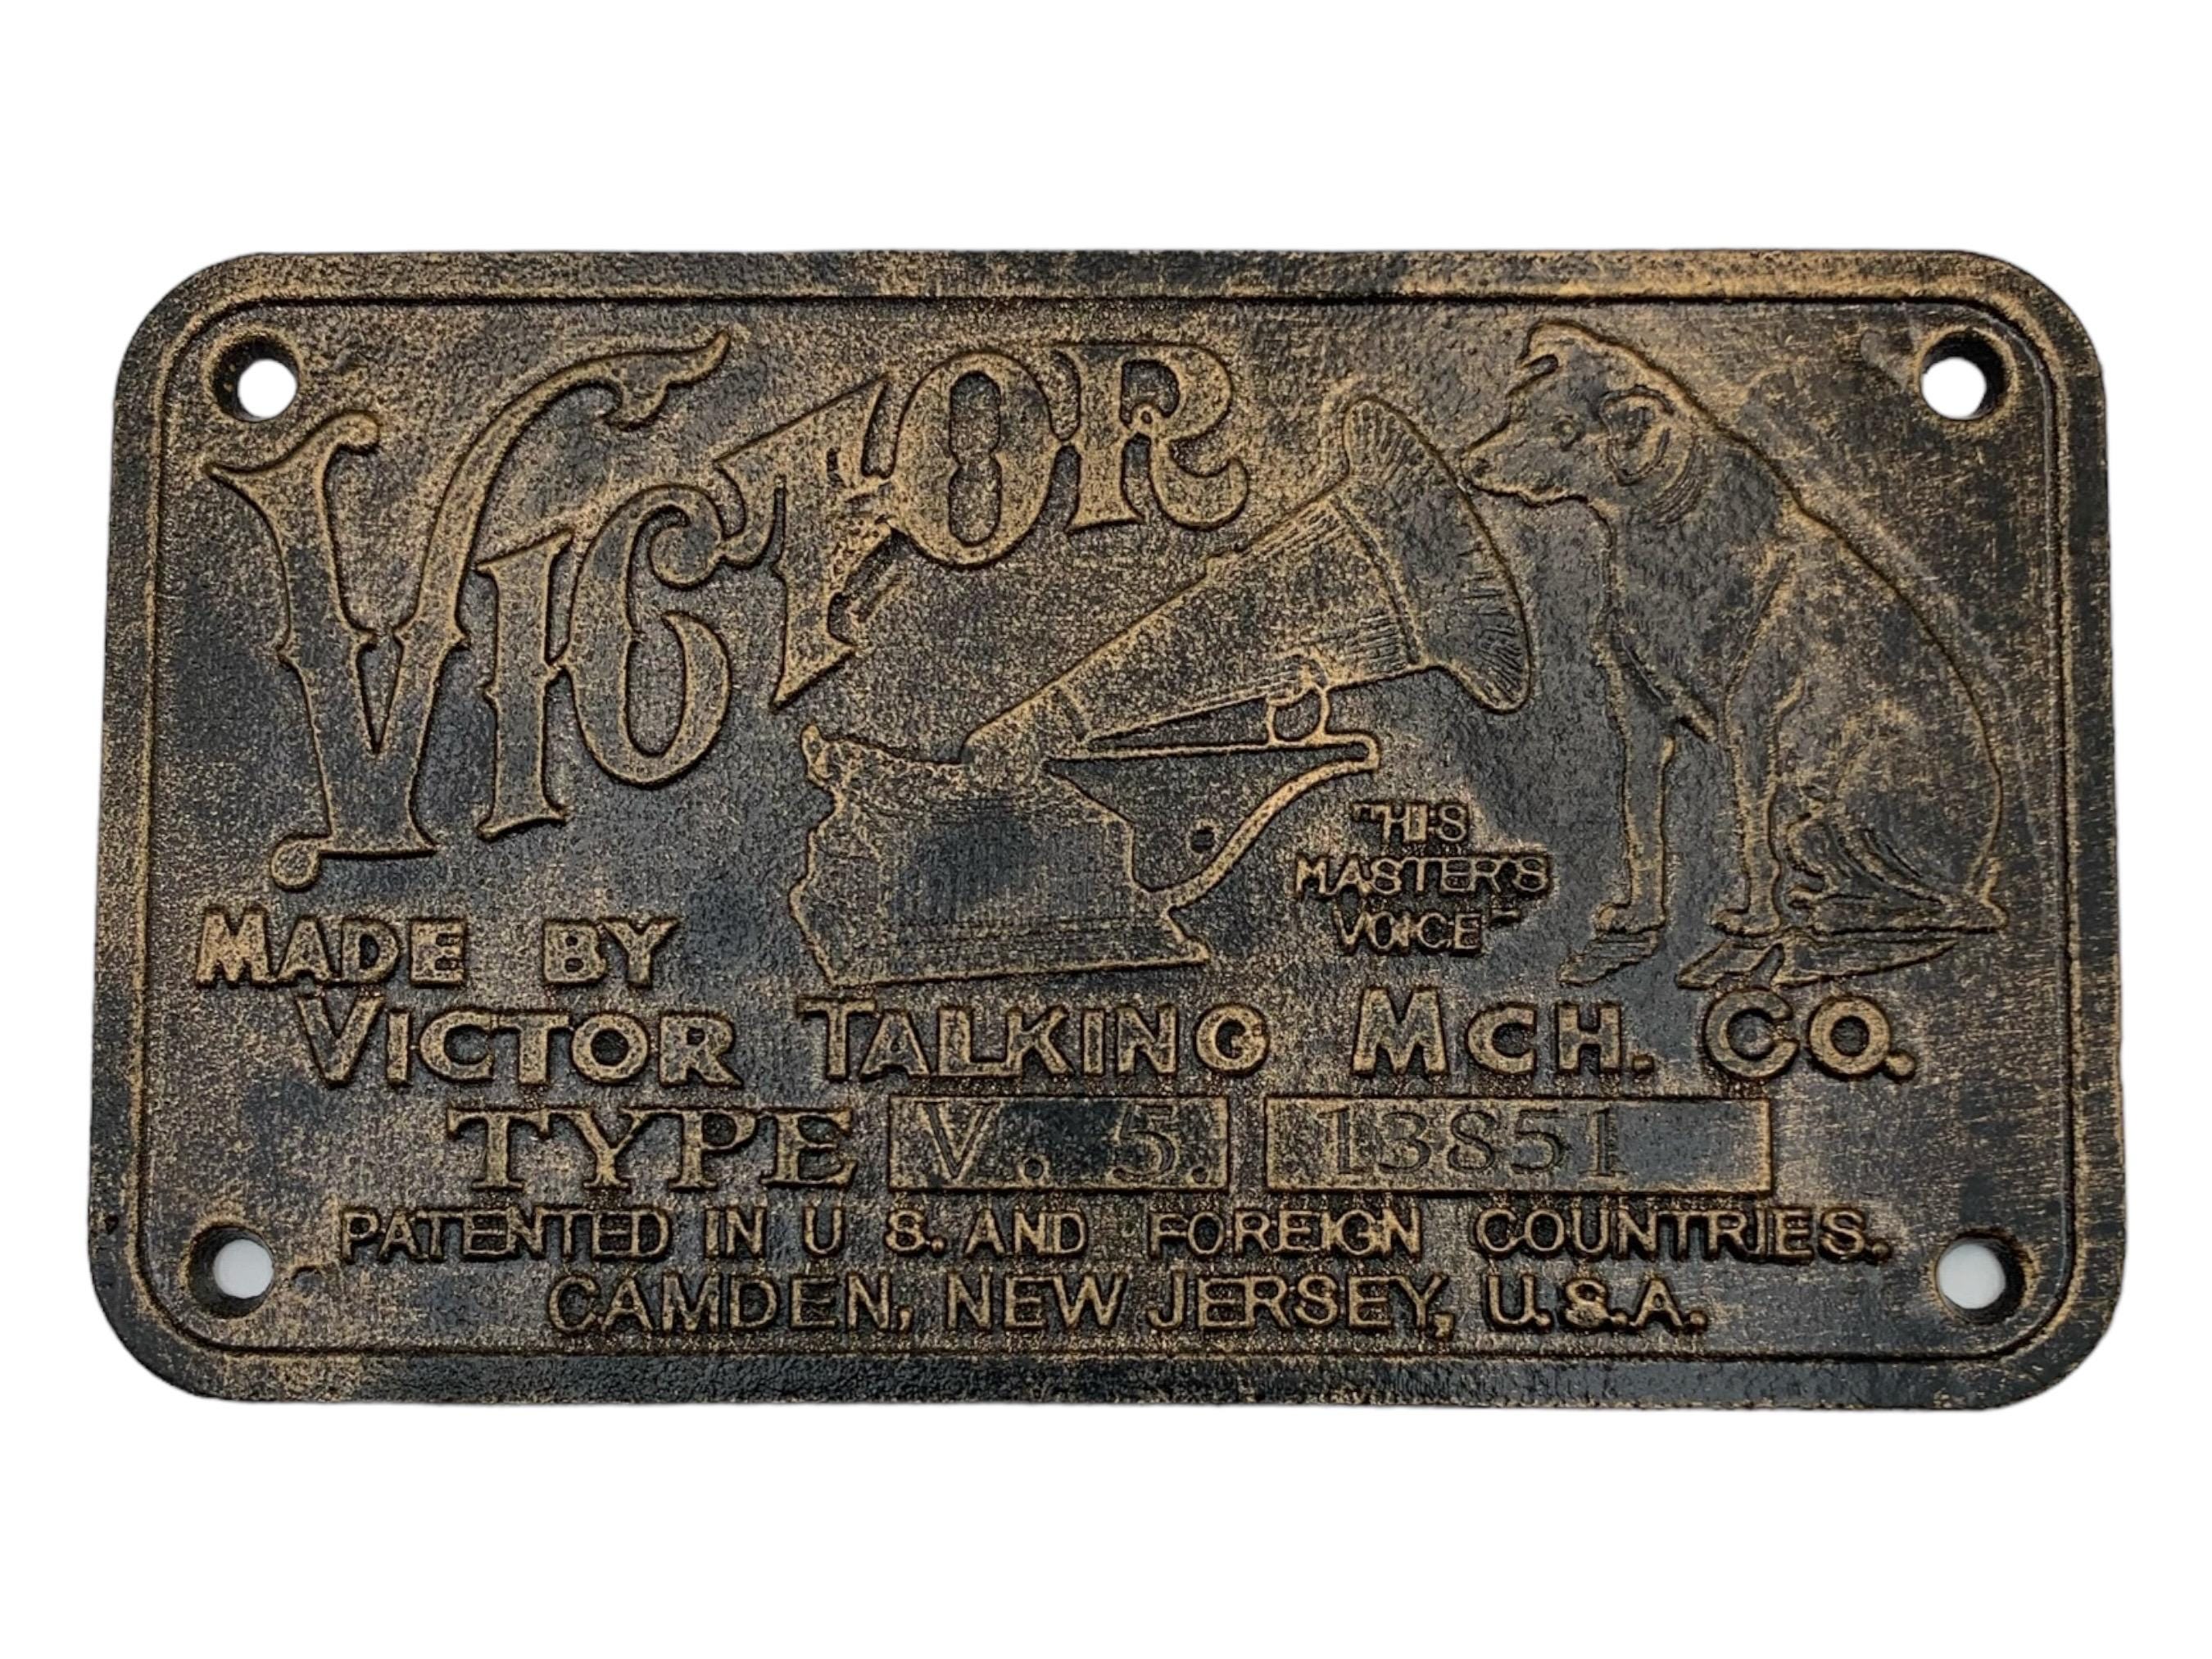 VICTOR
"HIS
MASTER'S
VOICE"
MADE BY
VICTOR TALKING MCH. CO.
TYPE V. 5. 13851
PATENTED IN U S. AND FOREIGN COUNTRIES.
CAMDEN, NEW JERSEY, U.S.A.